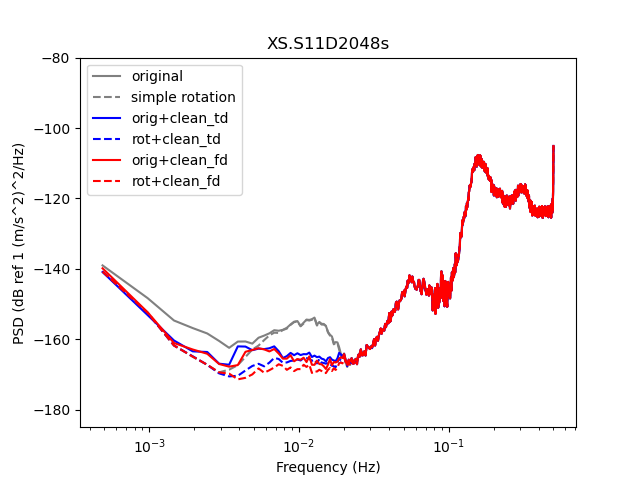 XS.S11D2048s
PSD (dB ref 1 (m/s^2)^2/Hz)
−80
−100
−120
−140
−160
−180
original
simple rotation
orig+clean_td
rot+clean_td
orig+clean_fd
rot+clean_fd
10^−3
10^−2
10^−1
Frequency (Hz)